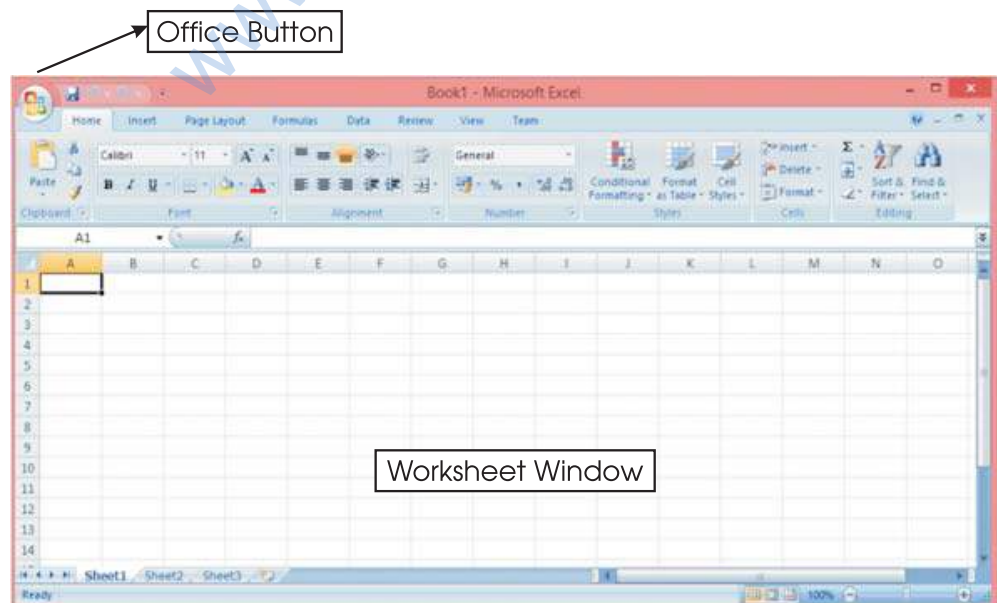 Office Button
Book1 - Microsoft Excel
Home Insert Page Layout Formulas Data Review View Team
Calibri 11 A A General Insert Σ
Paste B I U A % , Conditional Formatting Format as Table Cell Styles Delete Format Sort & Filter Find & Select
Clipboard Font Alignment Number Styles Cells Editing
A1 fx
A B C D E F G H I J K L M N O
1
2
3
4
5
6
7
8
9
Worksheet Window
10
11
12
13
14
Sheet1 Sheet2 Sheet3
Ready 100%